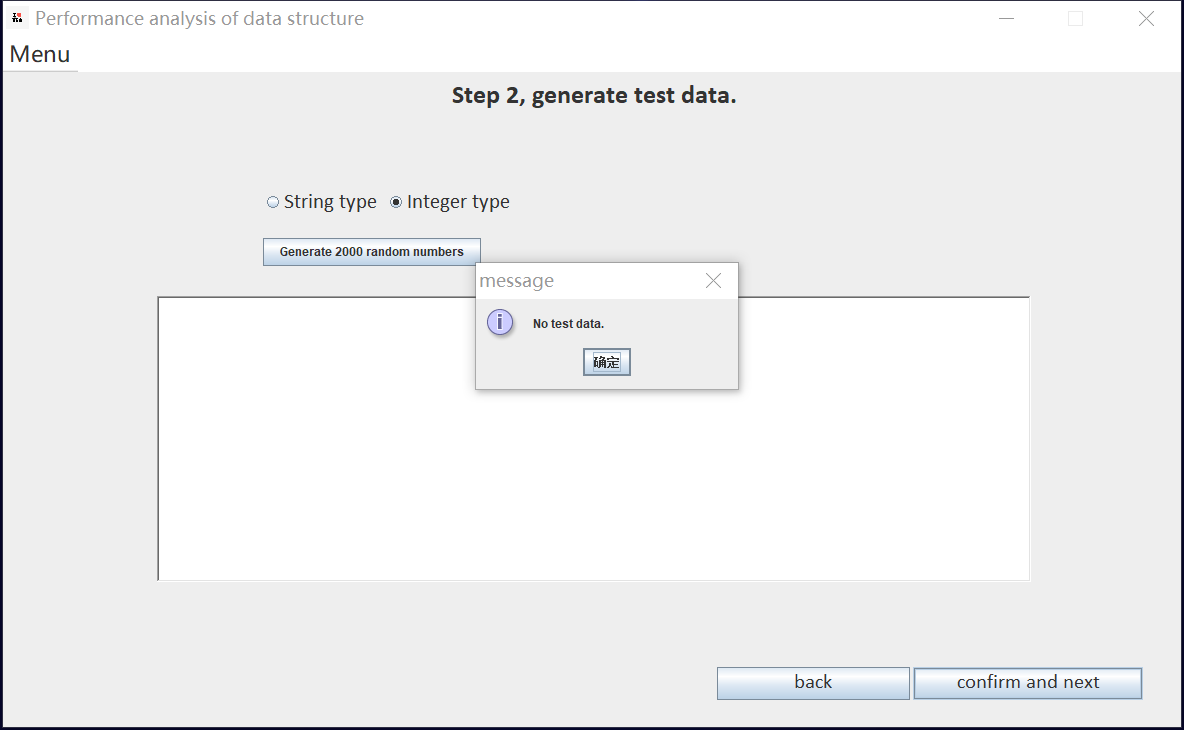 Performance analysis of data structure
Menu
Step 2, generate test data.
String type Integer type
Generate 2000 random numbers
message
No test data.
确定
back confirm and next